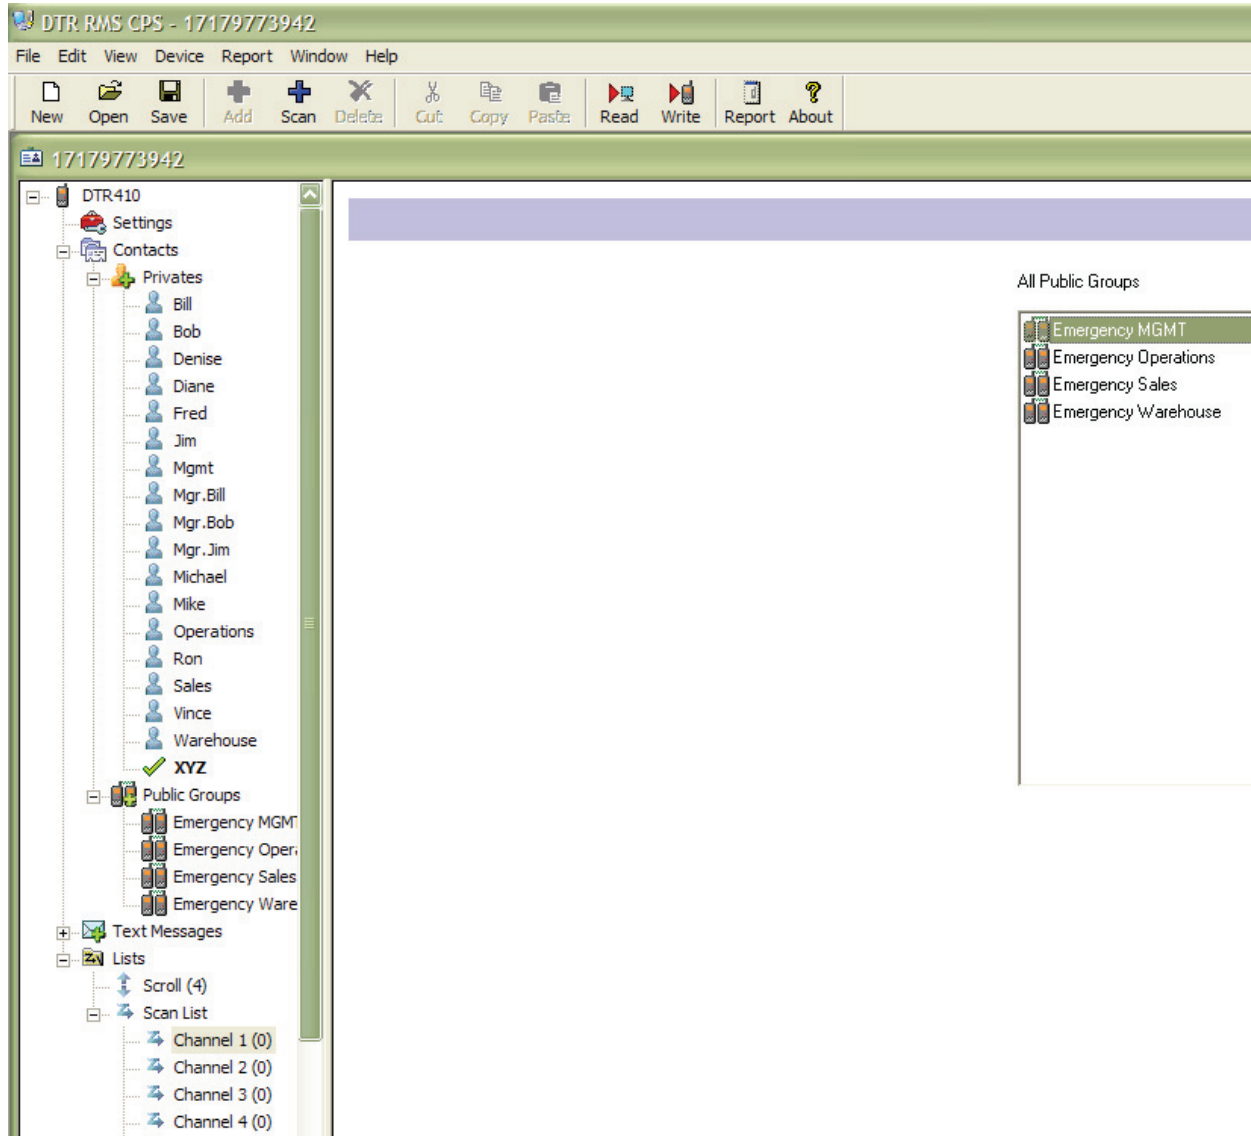 DTR RMS CPS - 17179773942
File Edit View Device Report Window Help
New Open Save Add Scan Delete Cut Copy Paste Read Write Report About
17179773942
DTR410
Settings
Contacts
Privates
Bill
Bob
Denise
Diane
Fred
Jim
Mgmt
Mgr.Bill
Mgr.Bob
Mgr.Jim
Michael
Mike
Operations
Ron
Sales
Vince
Warehouse
XYZ
Public Groups
Emergency MGMT
Emergency Opera
Emergency Sales
Emergency Ware
Text Messages
Lists
Scroll (4)
Scan List
Channel 1 (0)
Channel 2 (0)
Channel 3 (0)
Channel 4 (0)
All Public Groups
Emergency MGMT
Emergency Operations
Emergency Sales
Emergency Warehouse